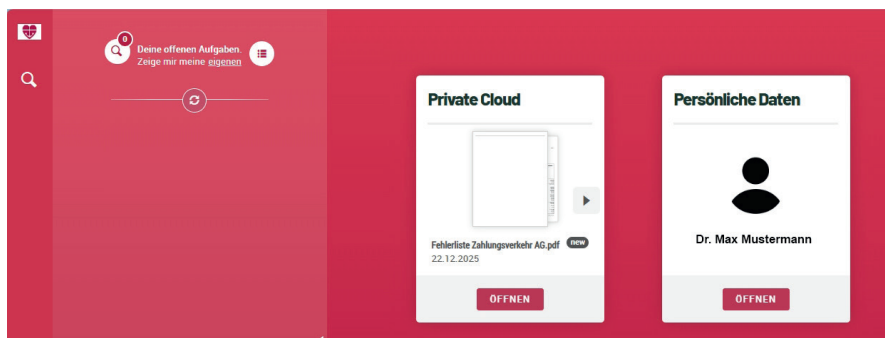 0
Deine offenen Aufgaben.
Zeige mir meine eigenen
Private Cloud
Fehlerliste Zahlungsverkehr AG.pdf new
22.12.2025
ÖFFNEN
Persönliche Daten
Dr. Max Mustermann
ÖFFNEN